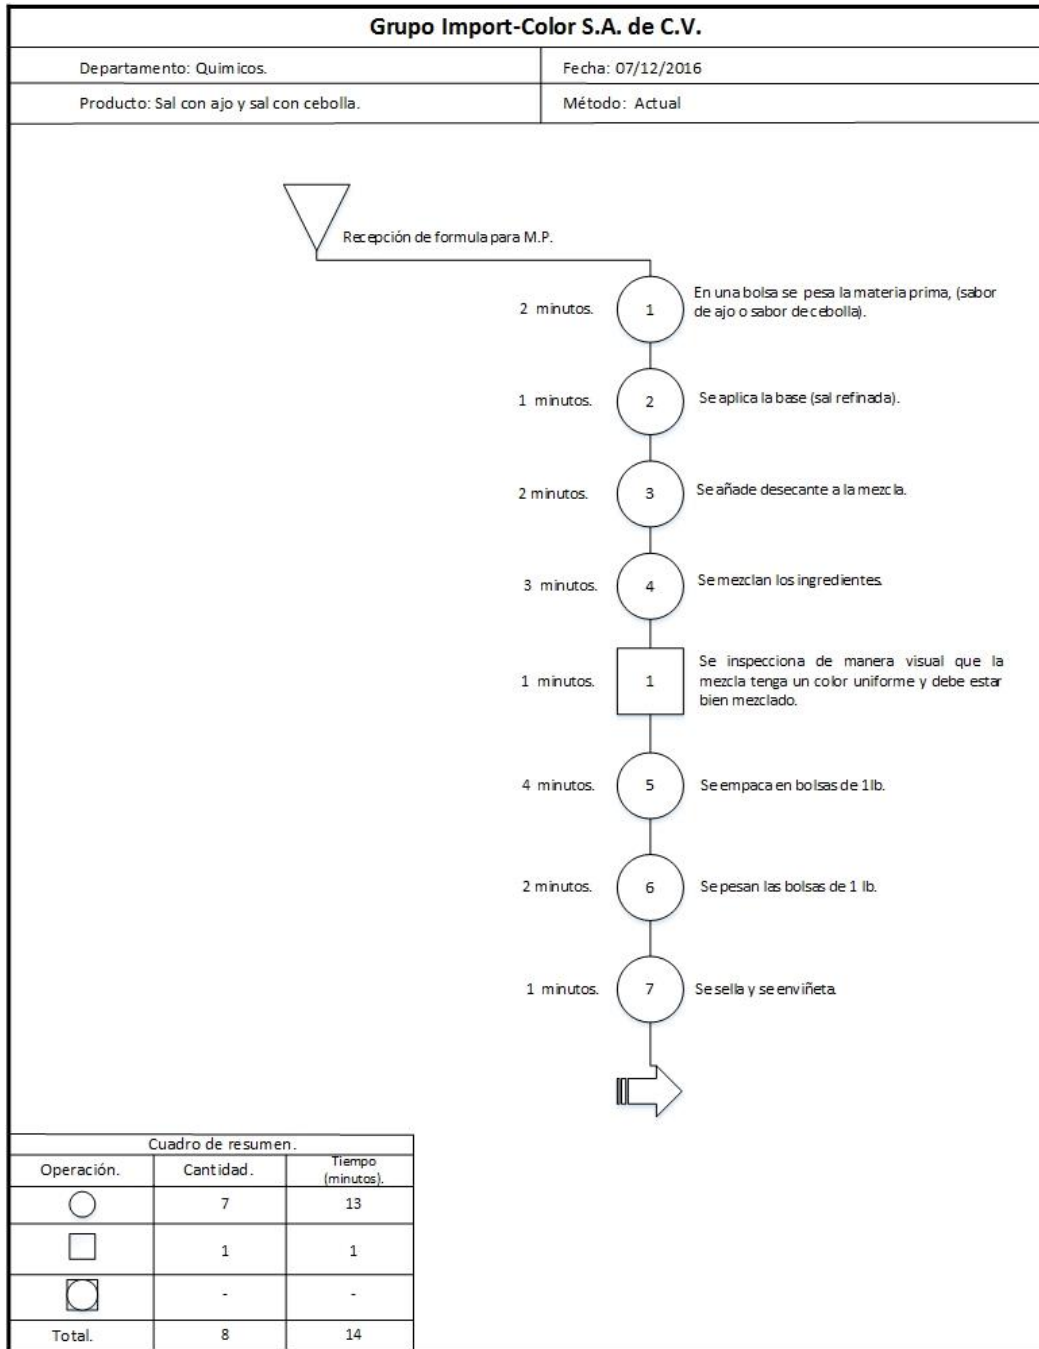 Grupo Import-Color S.A. de C.V.
Departamento: Quimicos.
Fecha: 07/12/2016
Producto: Sal con ajo y sal con cebolla.
Método: Actual
Recepción de formula para M.P.
2 minutos.
1
En una bolsa se pesa la materia prima, (sabor
de ajo o sabor de cebolla).
1 minutos.
2
Se aplica la base (sal refinada).
2 minutos.
3
Se añade desecante a la mezcla.
3 minutos.
4
Se mezclan los ingredientes.
1 minutos.
1
Se inspecciona de manera visual que la
mezcla tenga un color uniforme y debe estar
bien mezclado.
4 minutos.
5
Se empaca en bolsas de 1lb.
2 minutos.
6
Se pesan las bolsas de 1 lb.
1 minutos.
7
Se sella y se enviñeta.
Cuadro de resumen.
Operación.
Cantidad.
Tiempo
(minutos).
7
13
1
1
-
-
Total.
8
14